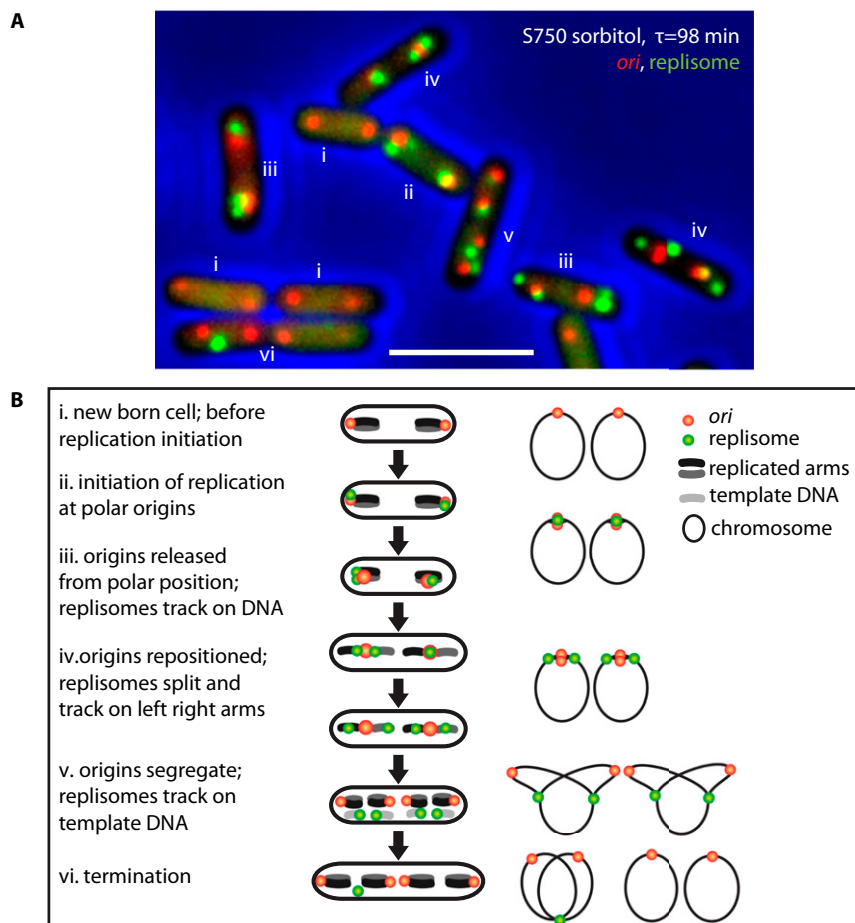 A
S750 sorbitol, τ=98 min
ori, replisome
iv
i
iii
ii
v
iv
i
i
iii
vi
B
i. new born cell; before
replication initiation
ii. initiation of replication
at polar origins
iii. origins released
from polar position;
replisomes track on DNA
iv.origins repositioned;
replisomes split and
track on left right arms
v. origins segregate;
replisomes track on
template DNA
vi. termination
ori
replisome
replicated arms
template DNA
chromosome